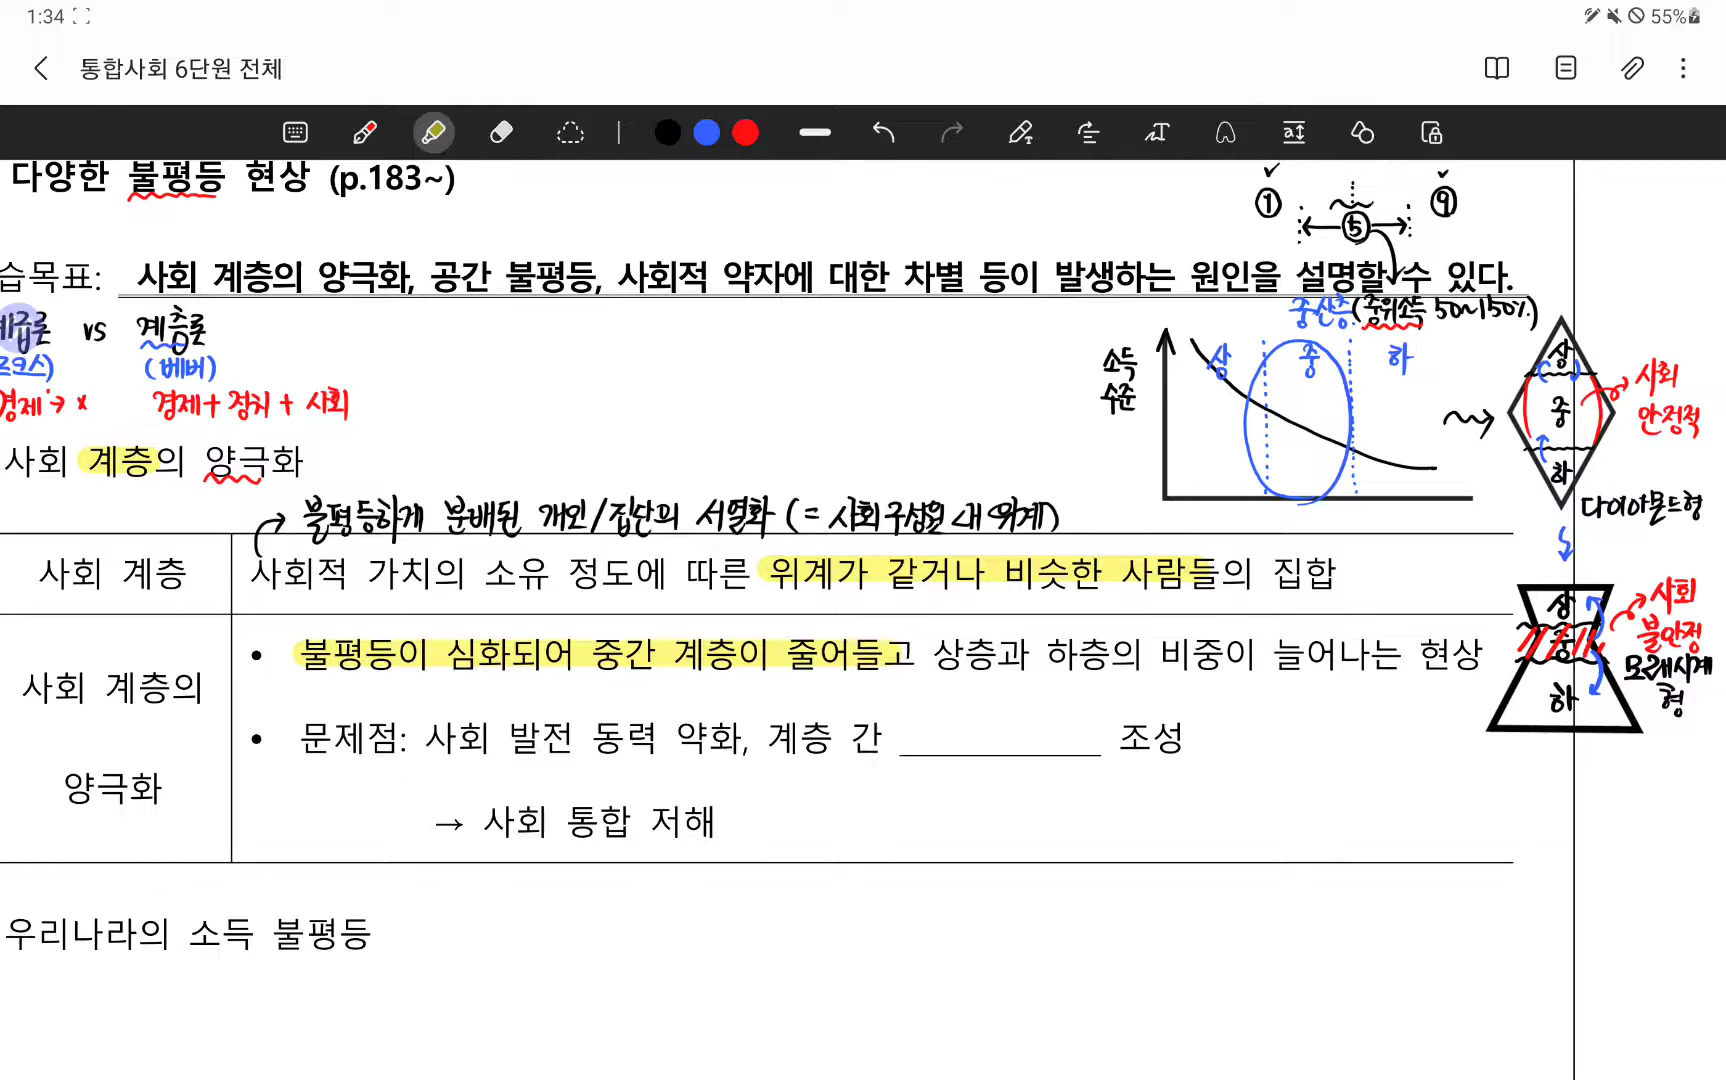 1:34
55%
통합사회 6단원 전체
다양한 불평등 현상 (p.183~)
① ⑤ ⑨
습목표: 사회 계층의 양극화, 공간 불평등, 사회적 약자에 대한 차별 등이 발생하는 원인을 설명할 수 있다.
중산층 (중위소득 50~150%)
계급론 vs 계층론
르크스) (베버)
경제 → × 경제 + 정치 + 사회
소득 수준
상 중 하
상
중
하
사회 안정적
다이아몬드형
사회 계층의 양극화
불평등하게 분배된 개인/집단의 서열화 (= 사회구성원 내 위계)
사회 계층
사회적 가치의 소유 정도에 따른 위계가 같거나 비슷한 사람들의 집합
상
중
하
사회 불안정
모래시계형
사회 계층의 양극화
• 불평등이 심화되어 중간 계층이 줄어들고 상층과 하층의 비중이 늘어나는 현상
• 문제점: 사회 발전 동력 약화, 계층 간 ____________ 조성
→ 사회 통합 저해
우리나라의 소득 불평등